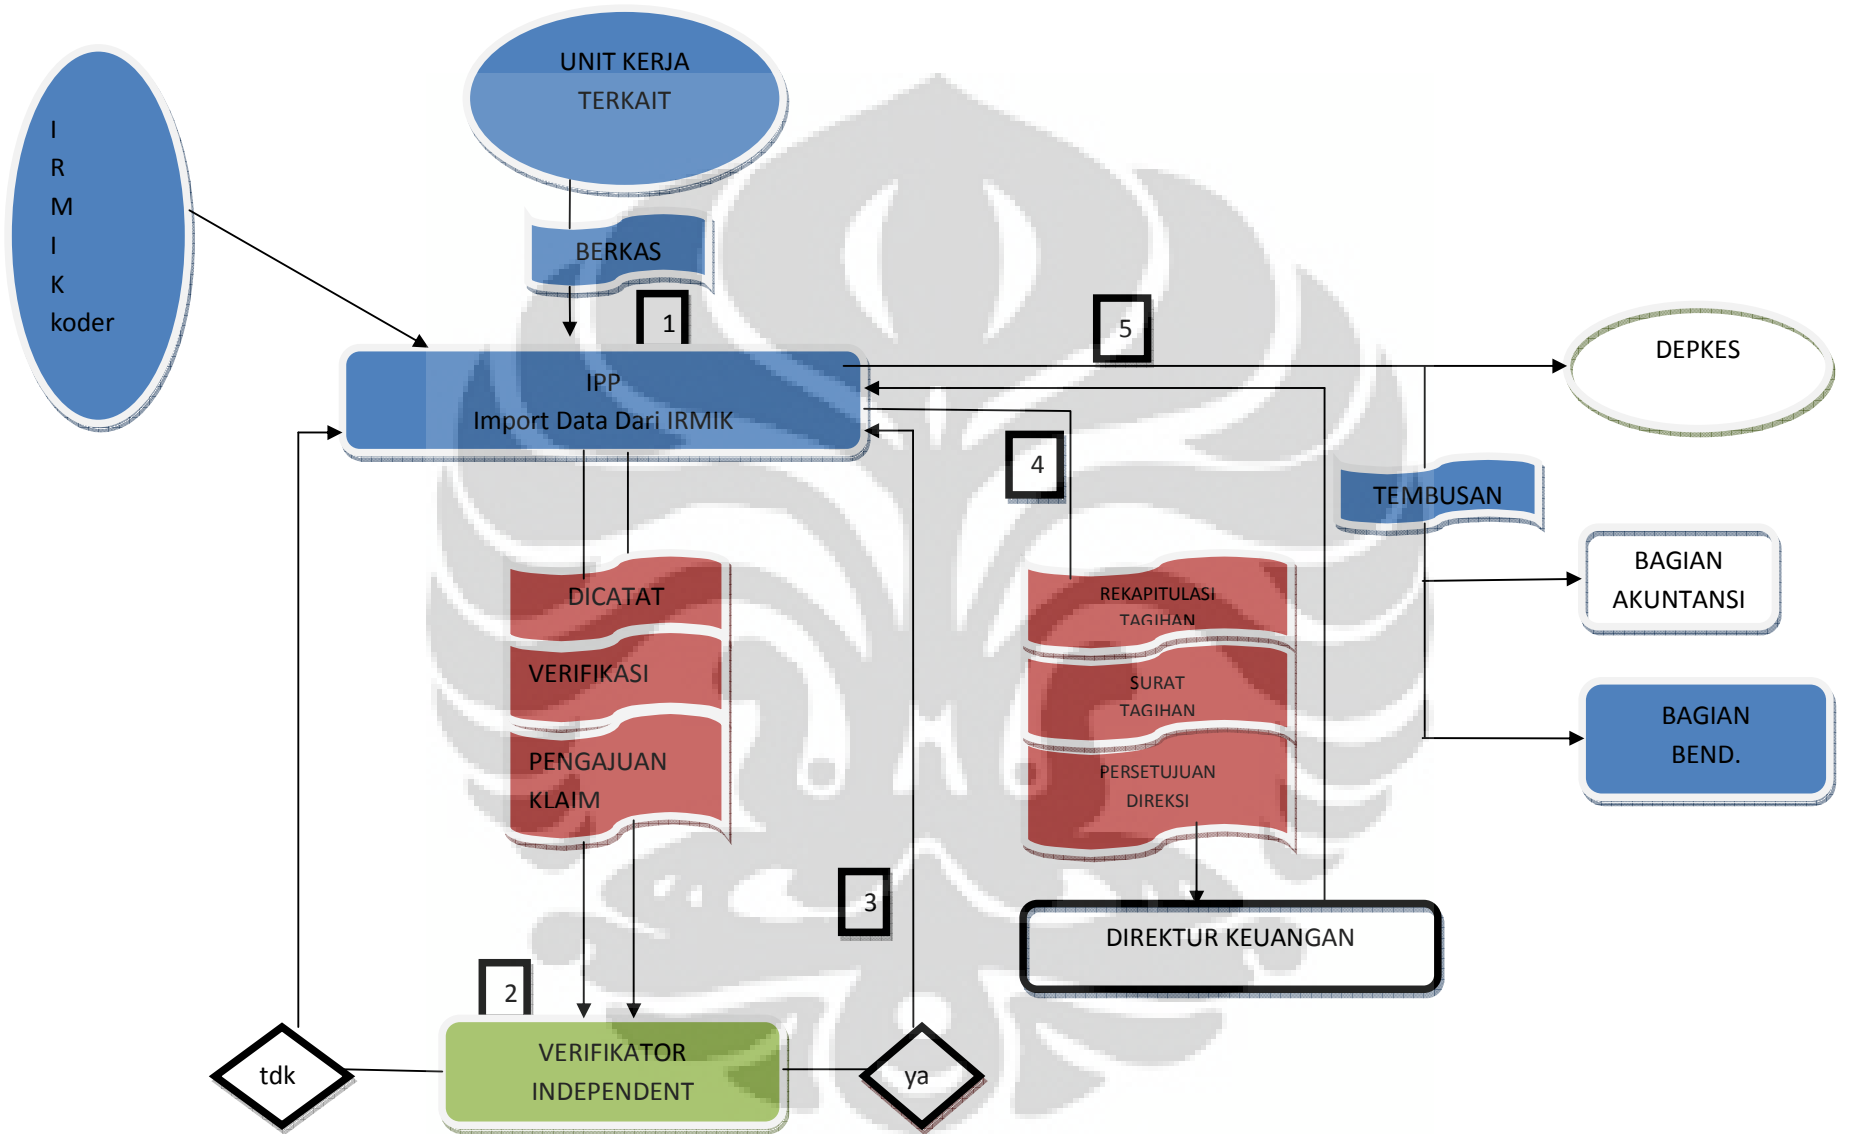 UNIT KERJA
TERKAIT
I
R
M
I
K
koder
BERKAS
1
5
DEPKES
IPP
Import Data Dari IRMIK
4
TEMBUSAN
BAGIAN
AKUNTANSI
DICATAT
REKAPITULASI
TAGIHAN
VERIFIKASI
SURAT
TAGIHAN
BAGIAN
BEND.
PENGAJUAN
KLAIM
PERSETUJUAN
DIREKSI
3
DIREKTUR KEUANGAN
2
VERIFIKATOR
INDEPENDENT
tdk
ya